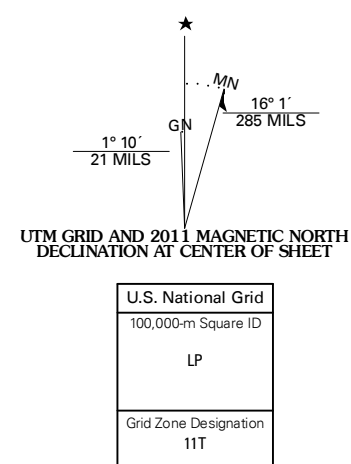 MN
GN
16° 1´
285 MILS
1° 10´
21 MILS
UTM GRID AND 2011 MAGNETIC NORTH
DECLINATION AT CENTER OF SHEET
U.S. National Grid
100,000-m Square ID
LP
Grid Zone Designation
11T